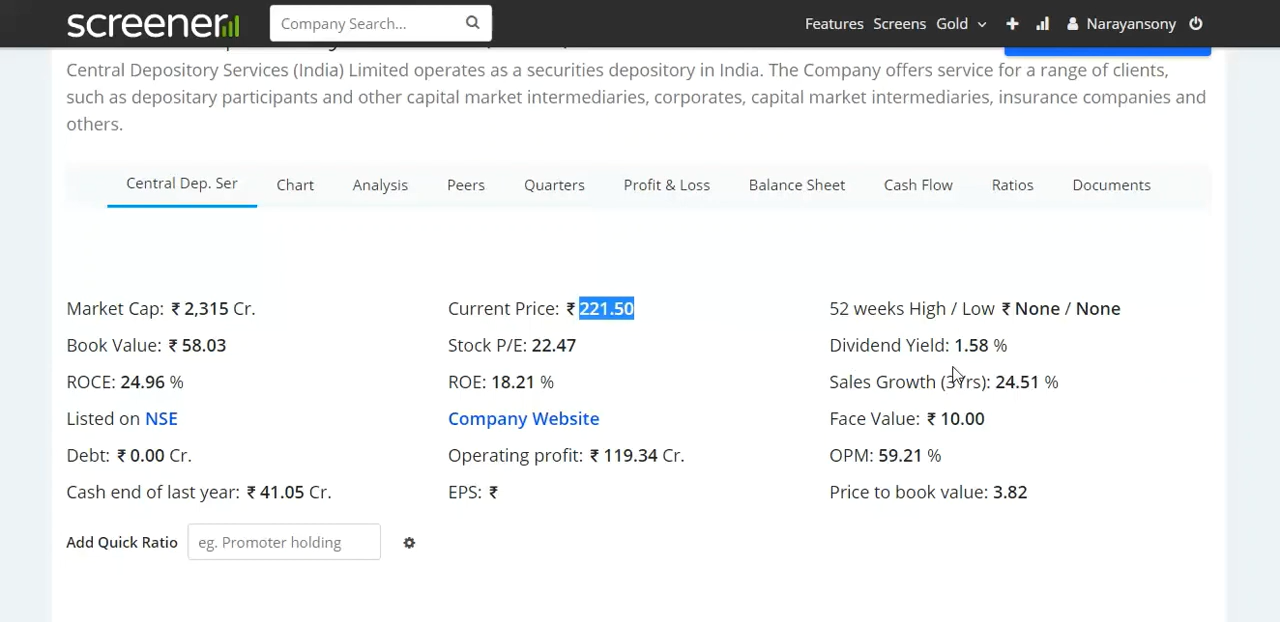 screener
Company Search...
Features Screens Gold Narayansony
Central Depository Services (India) Limited operates as a securities depository in India. The Company offers service for a range of clients,
such as depositary participants and other capital market intermediaries, corporates, capital market intermediaries, insurance companies and
others.
Central Dep. Ser Chart Analysis Peers Quarters Profit & Loss Balance Sheet Cash Flow Ratios Documents
Market Cap: ₹ 2,315 Cr. Current Price: ₹ 221.50 52 weeks High / Low ₹ None / None
Book Value: ₹ 58.03 Stock P/E: 22.47 Dividend Yield: 1.58 %
ROCE: 24.96 % ROE: 18.21 % Sales Growth (3Yrs): 24.51 %
Listed on NSE Company Website Face Value: ₹ 10.00
Debt: ₹ 0.00 Cr. Operating profit: ₹ 119.34 Cr. OPM: 59.21 %
Cash end of last year: ₹ 41.05 Cr. EPS: ₹ Price to book value: 3.82
Add Quick Ratio eg. Promoter holding